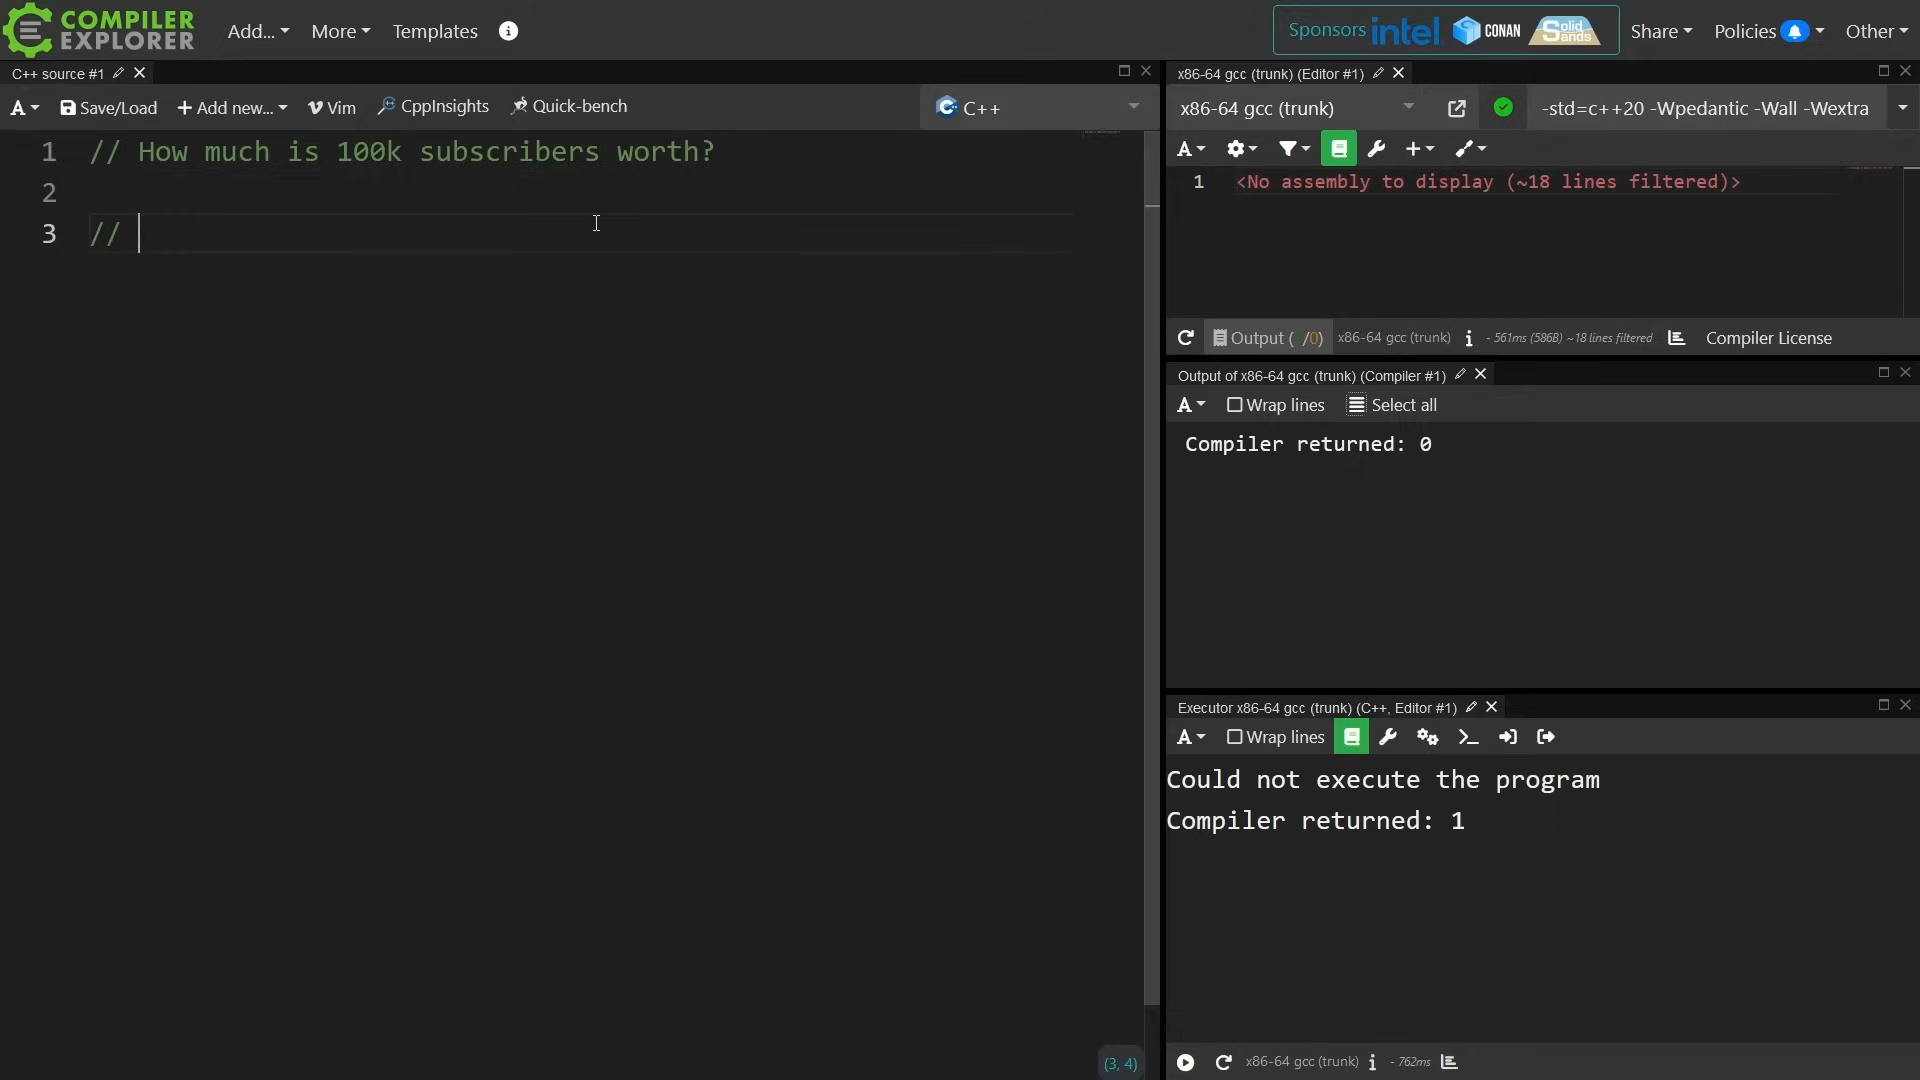 COMPILER
EXPLORER
Add...
More
Templates
Sponsors intel CONAN Solid Sands
Share
Policies
Other
C++ source #1
A
Save/Load
+ Add new...
Vim
CppInsights
Quick-bench
C++
1 // How much is 100k subscribers worth?
2
3 //
(3, 4)
x86-64 gcc (trunk) (Editor #1)
x86-64 gcc (trunk)
-std=c++20 -Wpedantic -Wall -Wextra
A
1 <No assembly to display (~18 lines filtered)>
Output ( /0) x86-64 gcc (trunk) i - 561ms (586B) ~18 lines filtered Compiler License
Output of x86-64 gcc (trunk) (Compiler #1)
A Wrap lines Select all
Compiler returned: 0
Executor x86-64 gcc (trunk) (C++, Editor #1)
A Wrap lines
Could not execute the program
Compiler returned: 1
x86-64 gcc (trunk) i - 762ms